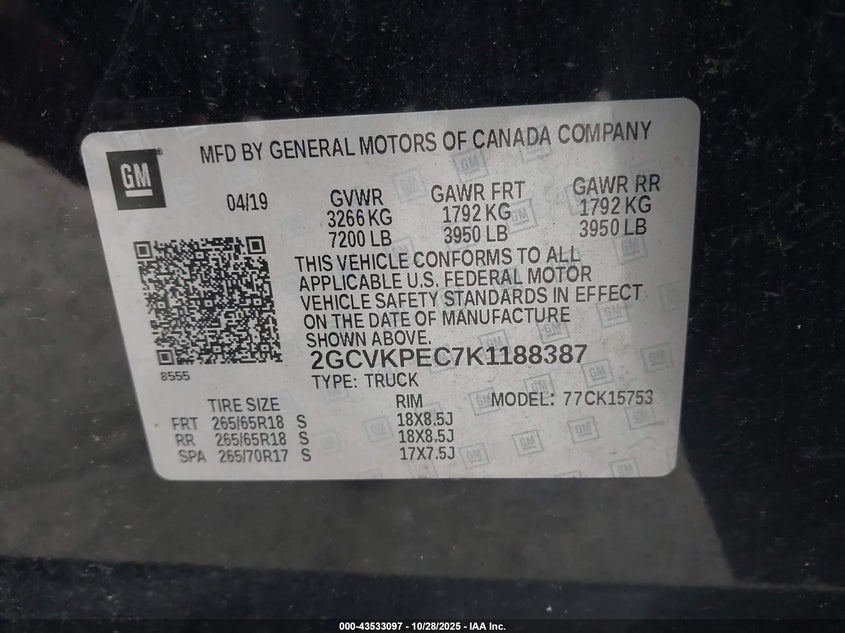 MFD BY GENERAL MOTORS OF CANADA COMPANY
GM
04/19
GVWR GAWR FRT GAWR RR
3266 KG 1792 KG 1792 KG
7200 LB 3950 LB 3950 LB
THIS VEHICLE CONFORMS TO ALL
APPLICABLE U.S. FEDERAL MOTOR
VEHICLE SAFETY STANDARDS IN EFFECT
ON THE DATE OF MANUFACTURE
SHOWN ABOVE.
2GCVKPEC7K1188387
8555
TYPE: TRUCK
TIRE SIZE RIM MODEL: 77CK15753
FRT 265/65R18 S 18X8.5J
RR 265/65R18 S 18X8.5J
SPA 265/70R17 S 17X7.5J
000-43533097 - 10/28/2025 - IAA Inc.